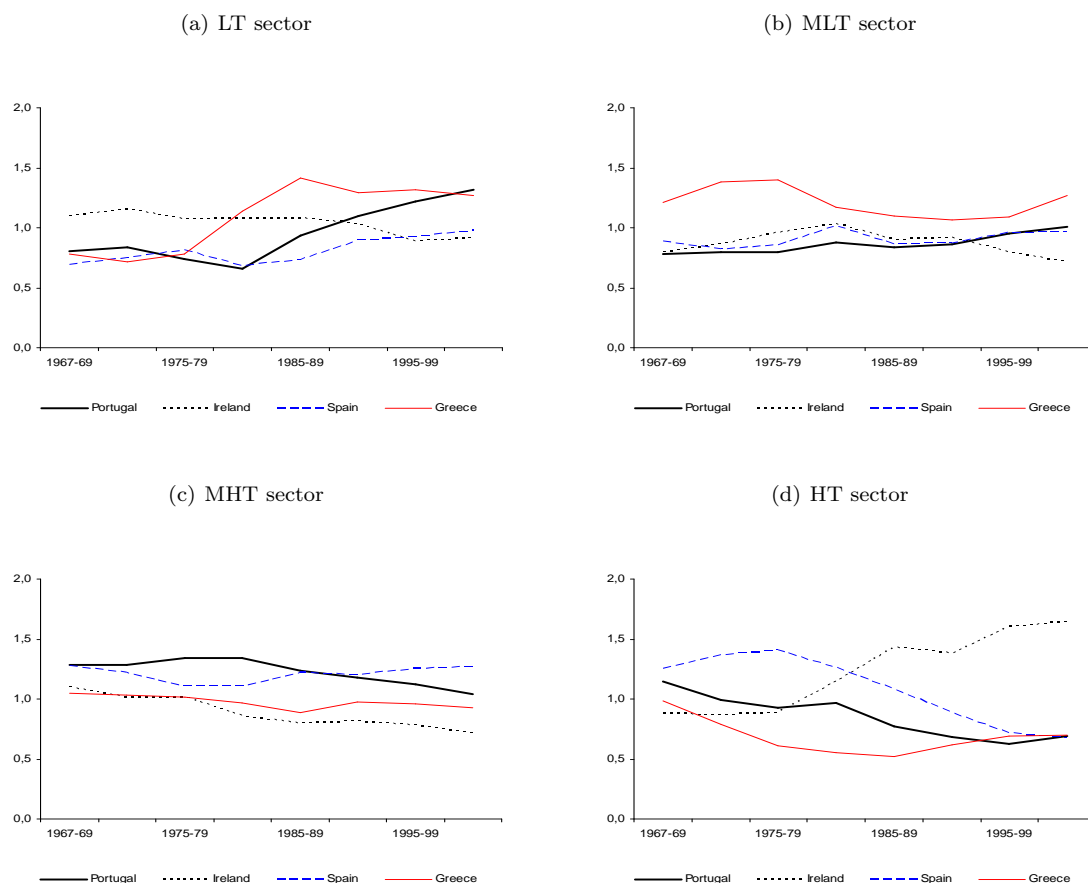 (a) LT sector
2,0
1,5
1,0
0,5
0,0
1967-69 1975-79 1985-89 1995-99
Portugal Ireland Spain Greece
(b) MLT sector
2,0
1,5
1,0
0,5
0,0
1967-69 1975-79 1985-89 1995-99
Portugal Ireland Spain Greece
(c) MHT sector
2,0
1,5
1,0
0,5
0,0
1967-69 1975-79 1985-89 1995-99
Portugal Ireland Spain Greece
(d) HT sector
2,0
1,5
1,0
0,5
0,0
1967-69 1975-79 1985-89 1995-99
Portugal Ireland Spain Greece